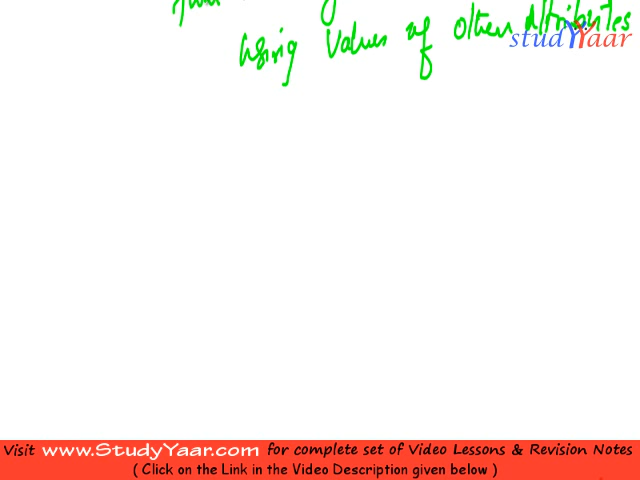 using values of other attributes
studYYaar
Visit www.StudyYaar.com for complete set of Video Lessons & Revision Notes
( Click on the Link in the Video Description given below )